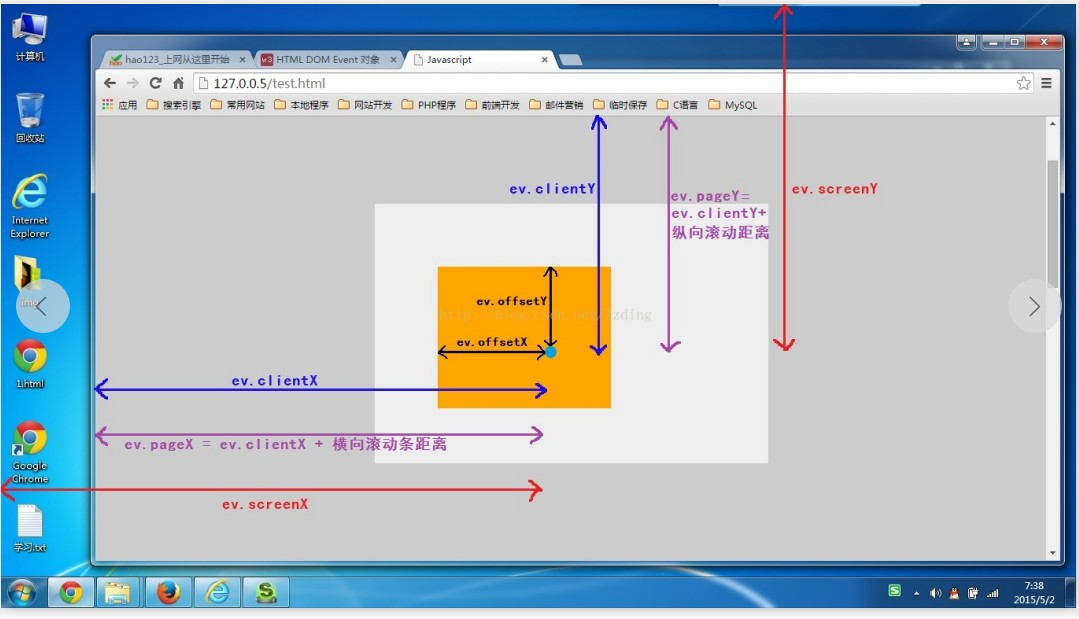 计算机
回收站
Internet
Explorer
1.html
Google
Chrome
学习.txt
hao123_上网从这里开始
HTML DOM Event 对象
Javascript
127.0.0.5/test.html
应用
搜索引擎
常用网站
本地程序
网站开发
PHP程序
前端开发
邮件营销
临时保存
C语言
MySQL
ev.clientY
ev.pageY=
ev.clientY+
纵向滚动距离
ev.screenY
ev.offsetY
ev.offsetX
ev.clientX
ev.pageX = ev.clientX + 横向滚动条距离
ev.screenX
7:38
2015/5/2